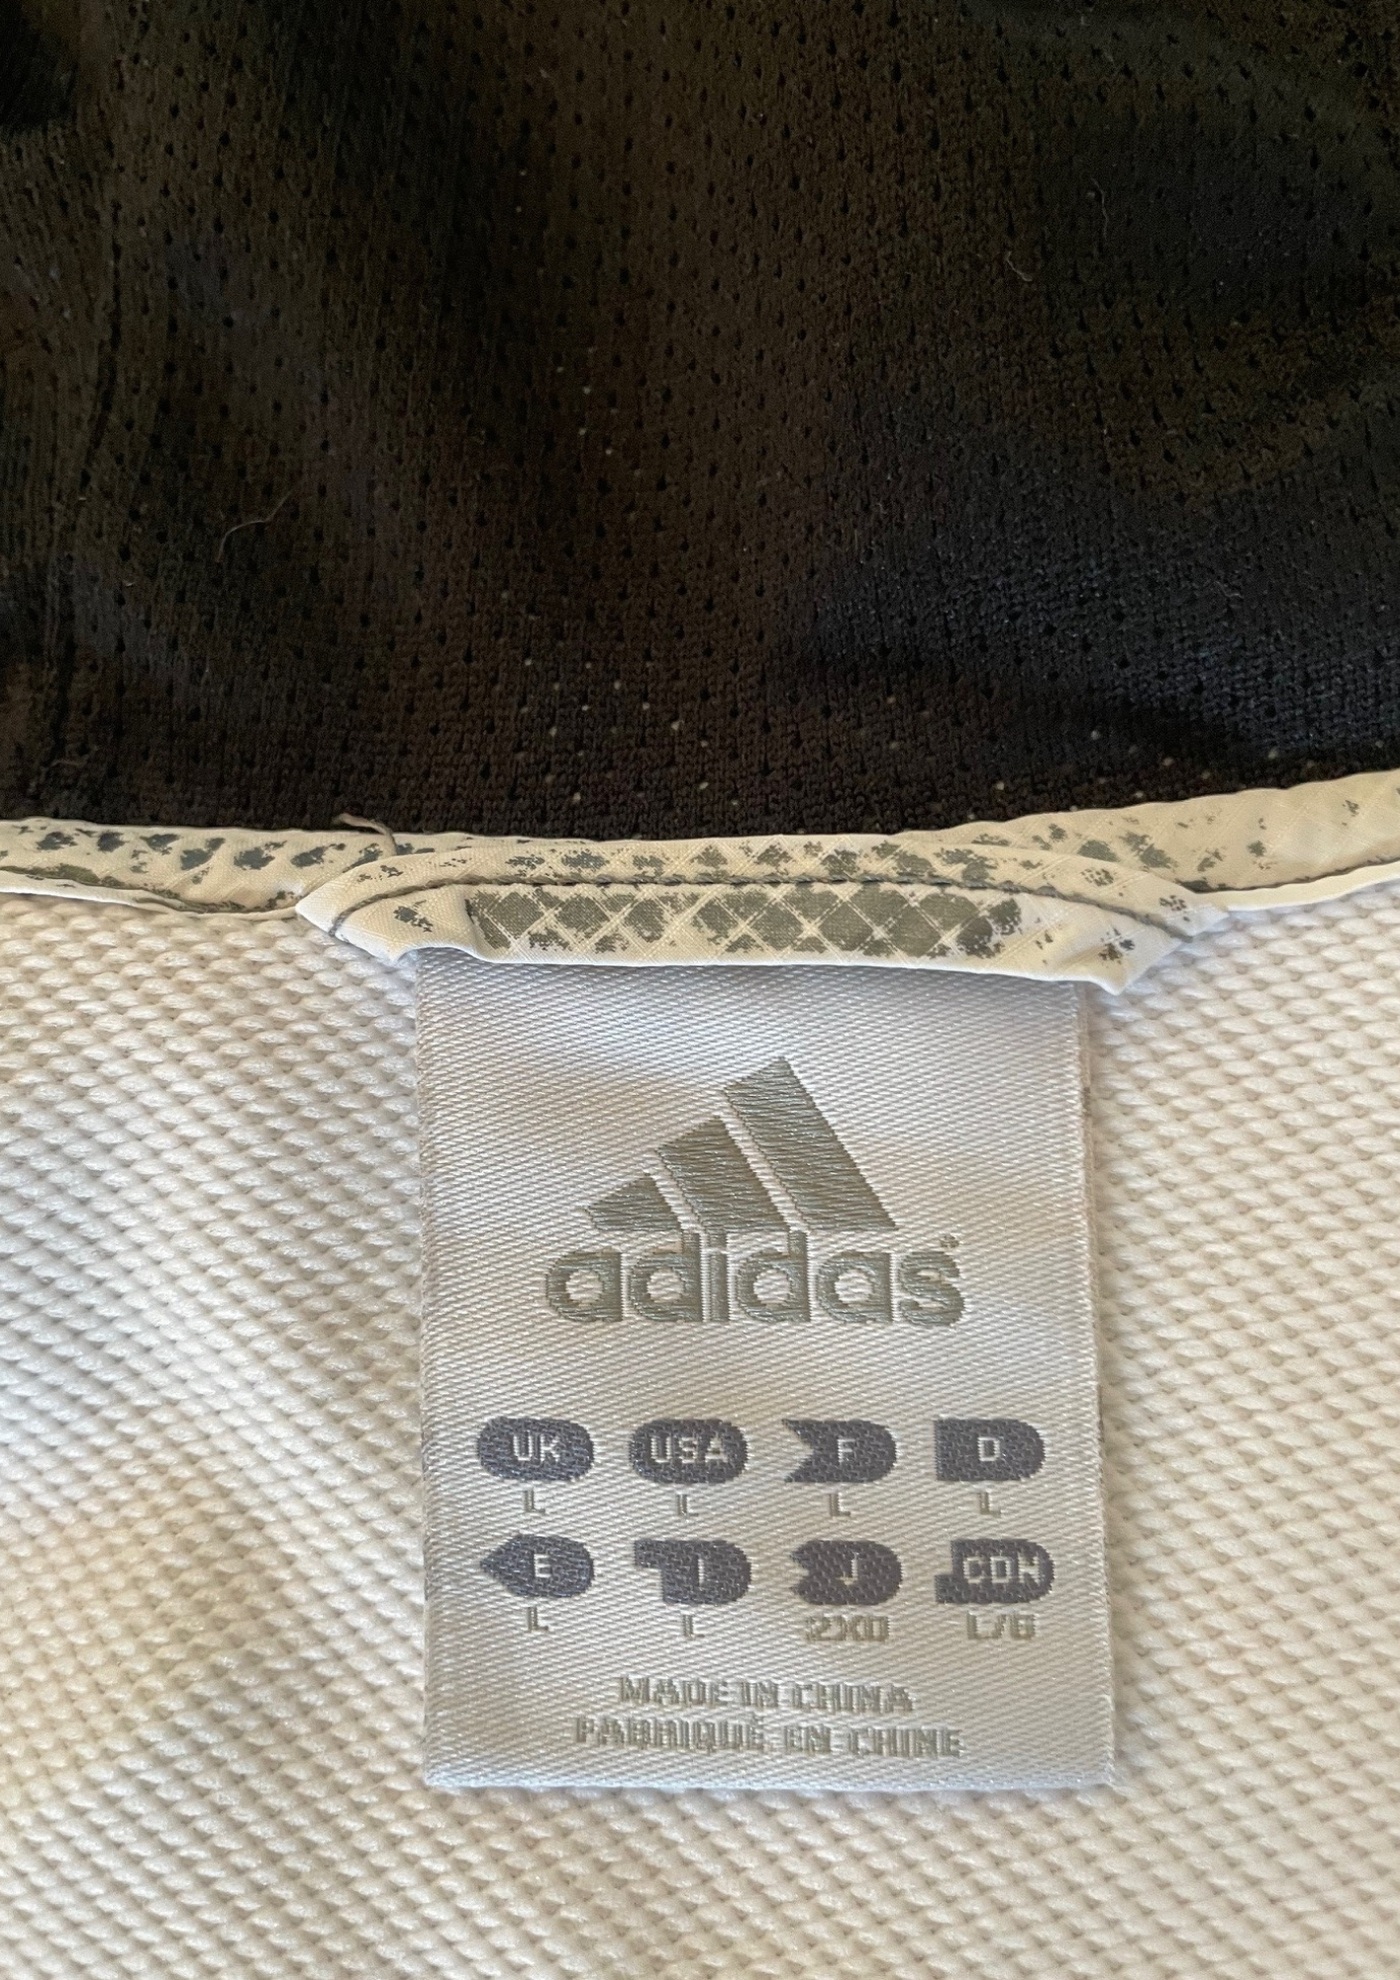 adidas®
UK USA F D
L L L L
E I J CDN
L L 2XO L/G
MADE IN CHINA
FABRIQUÉ EN CHINE